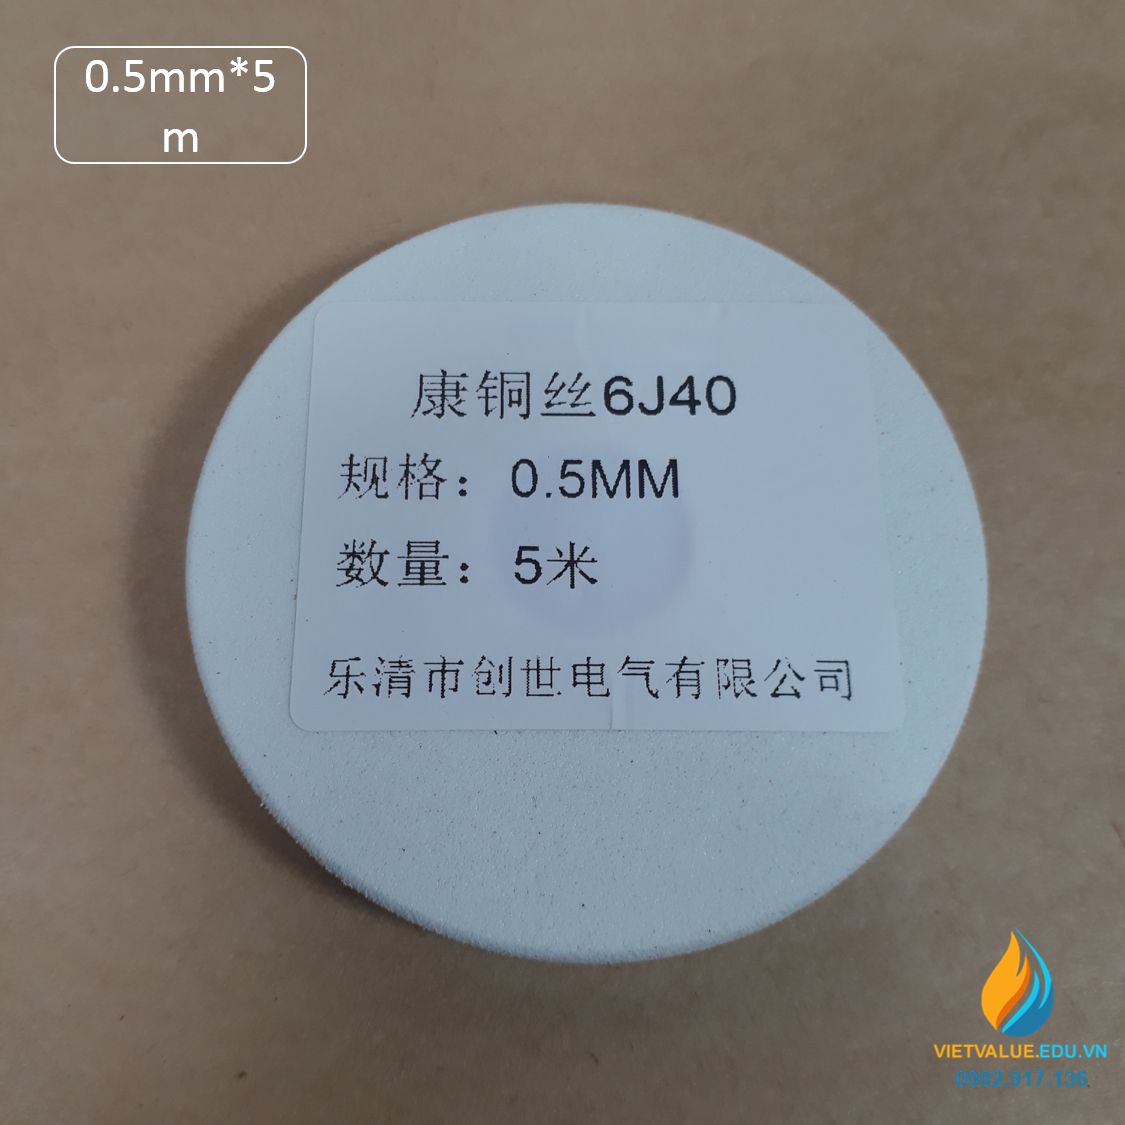 0.5mm*5
m
康铜丝6J40
规格：0.5MM
数量：5米
乐清市创世电气有限公司
VIETVALUE.EDU.VN
0982.917.136